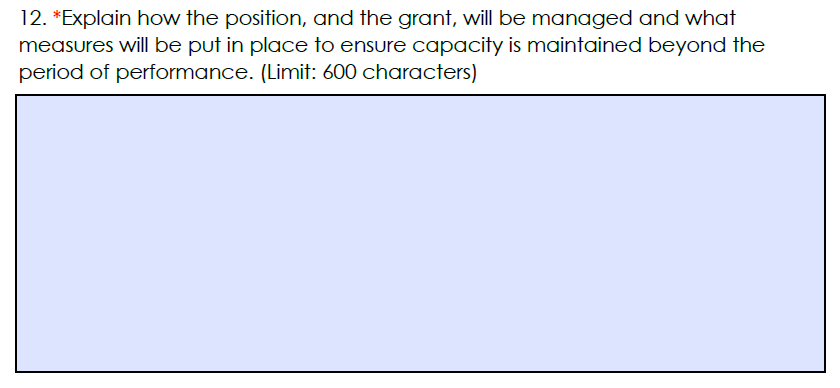 12. *Explain how the position, and the grant, will be managed and what
measures will be put in place to ensure capacity is maintained beyond the
period of performance. (Limit: 600 characters)